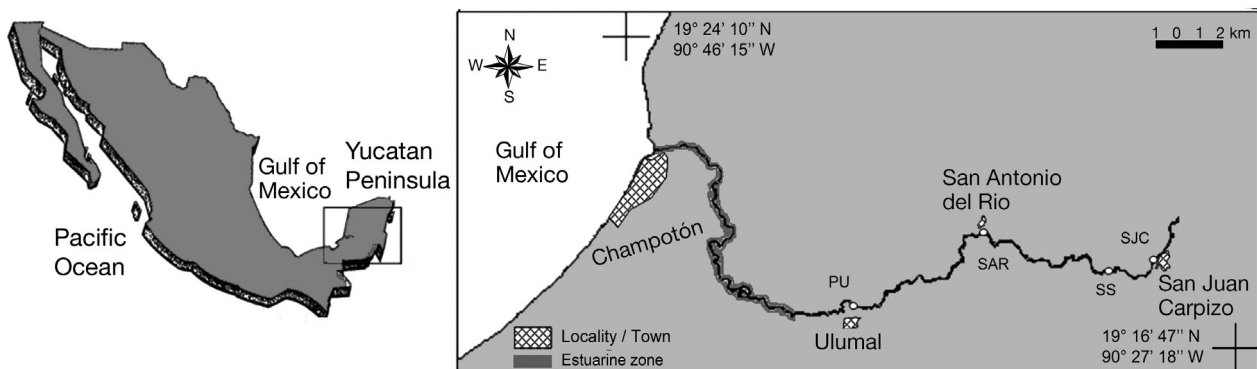 Gulf of
Mexico
Yucatan
Peninsula
Pacific
Ocean
N
W E
S
Gulf of
Mexico
19° 24' 10'' N
90° 46' 15'' W
1 0 1 2 km
Champotón
San Antonio
del Rio
SAR
PU
Ulumal
SJC
SS
San Juan
Carpizo
Locality / Town
Estuarine zone
19° 16' 47'' N
90° 27' 18'' W